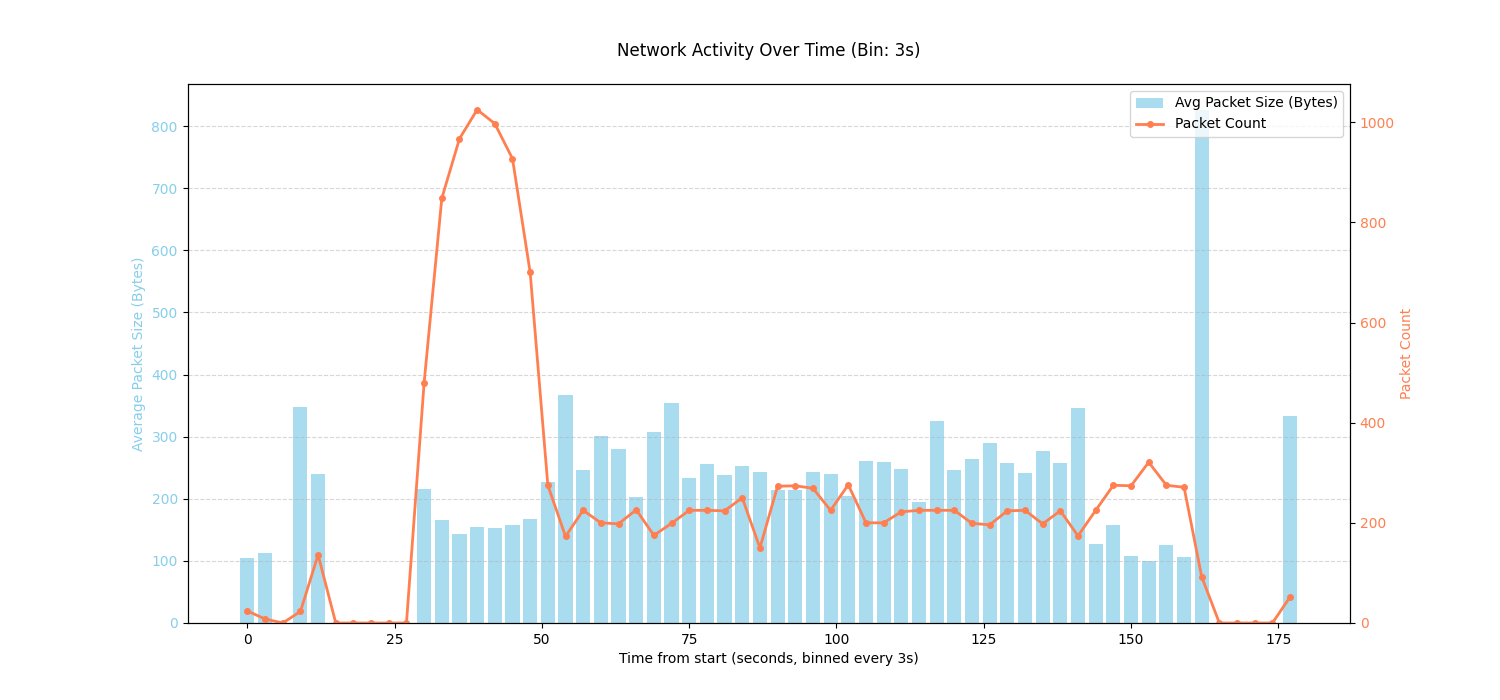 Network Activity Over Time (Bin: 3s)
Avg Packet Size (Bytes)
Packet Count
Average Packet Size (Bytes)
800
700
600
500
400
300
200
100
0
1000
800
600
400
200
0
Packet Count
0 25 50 75 100 125 150 175
Time from start (seconds, binned every 3s)